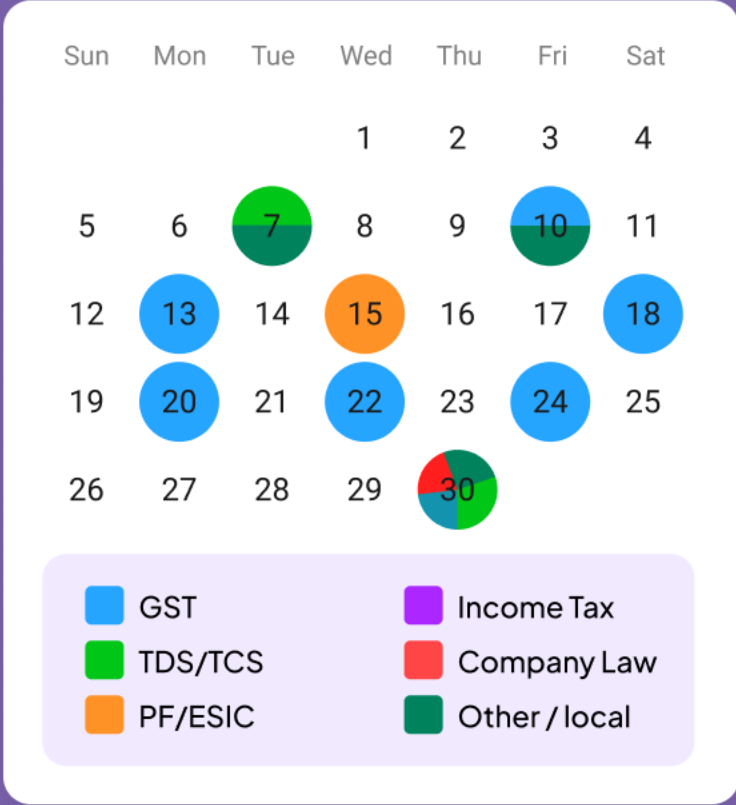 Sun Mon Tue Wed Thu Fri Sat
1 2 3 4
5 6 7 8 9 10 11
12 13 14 15 16 17 18
19 20 21 22 23 24 25
26 27 28 29 30
GST Income Tax
TDS/TCS Company Law
PF/ESIC Other / local